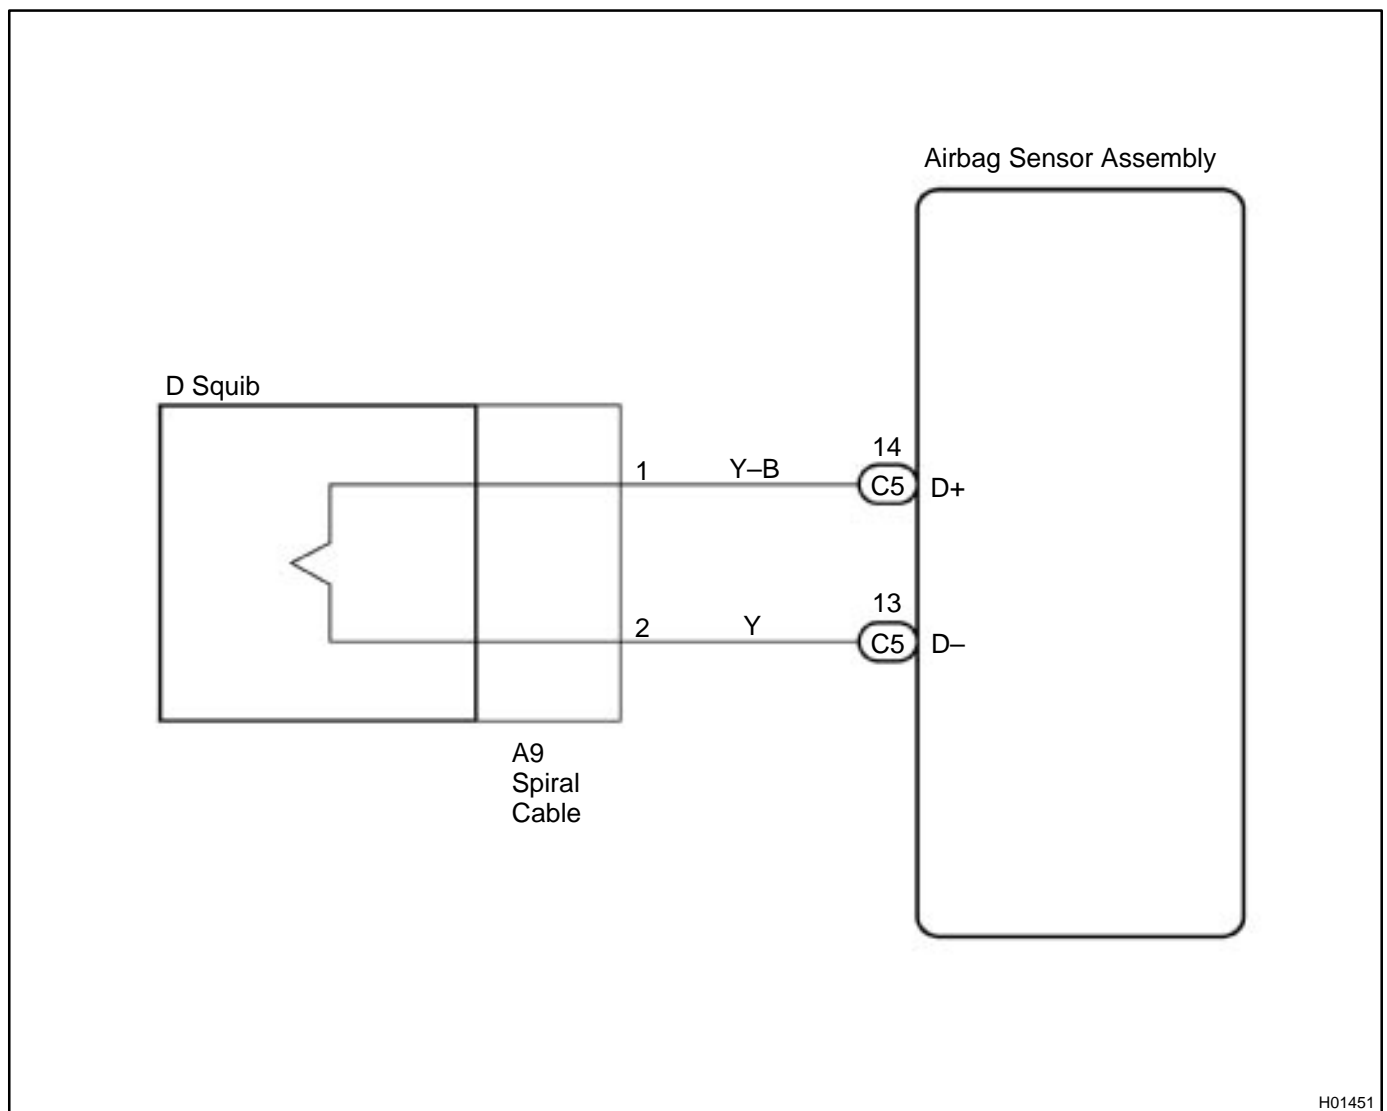 Airbag Sensor Assembly
D Squib
14
1
Y–B
C5
D+
13
2
Y
C5
D–
A9
Spiral
Cable
H01451